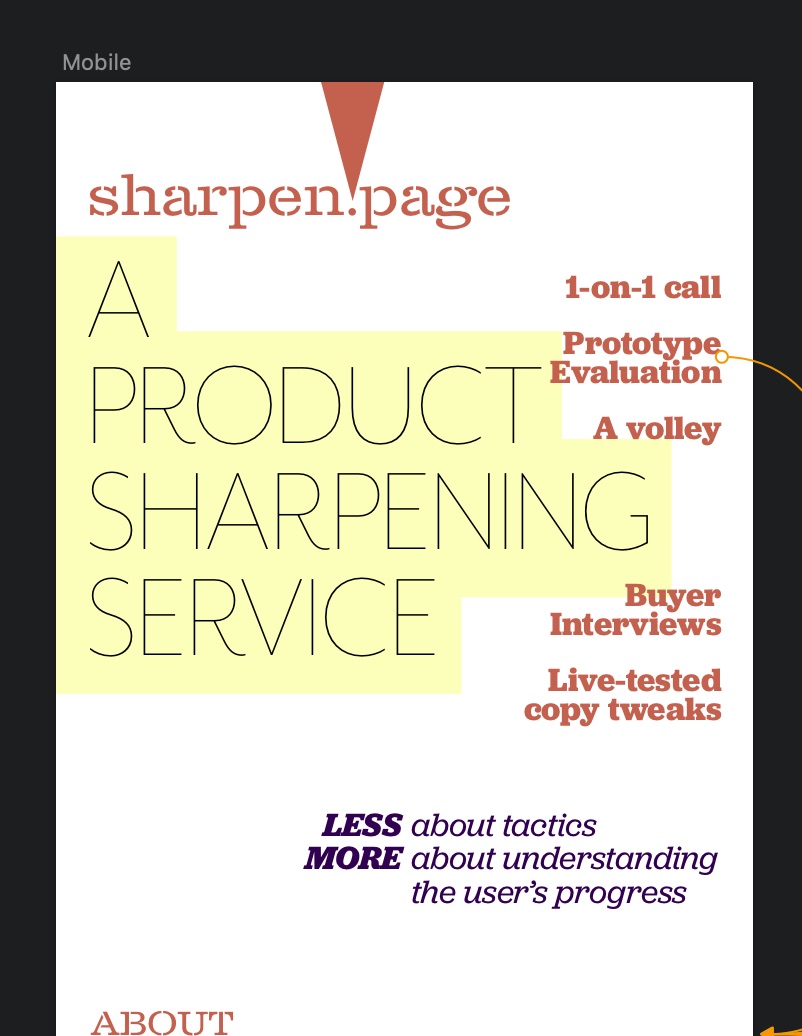 Mobile
sharpen.page
A
PRODUCT
SHARPENING
SERVICE
1-on-1 call
Prototype
Evaluation
A volley
Buyer
Interviews
Live-tested
copy tweaks
LESS about tactics
MORE about understanding
the user’s progress
ABOUT